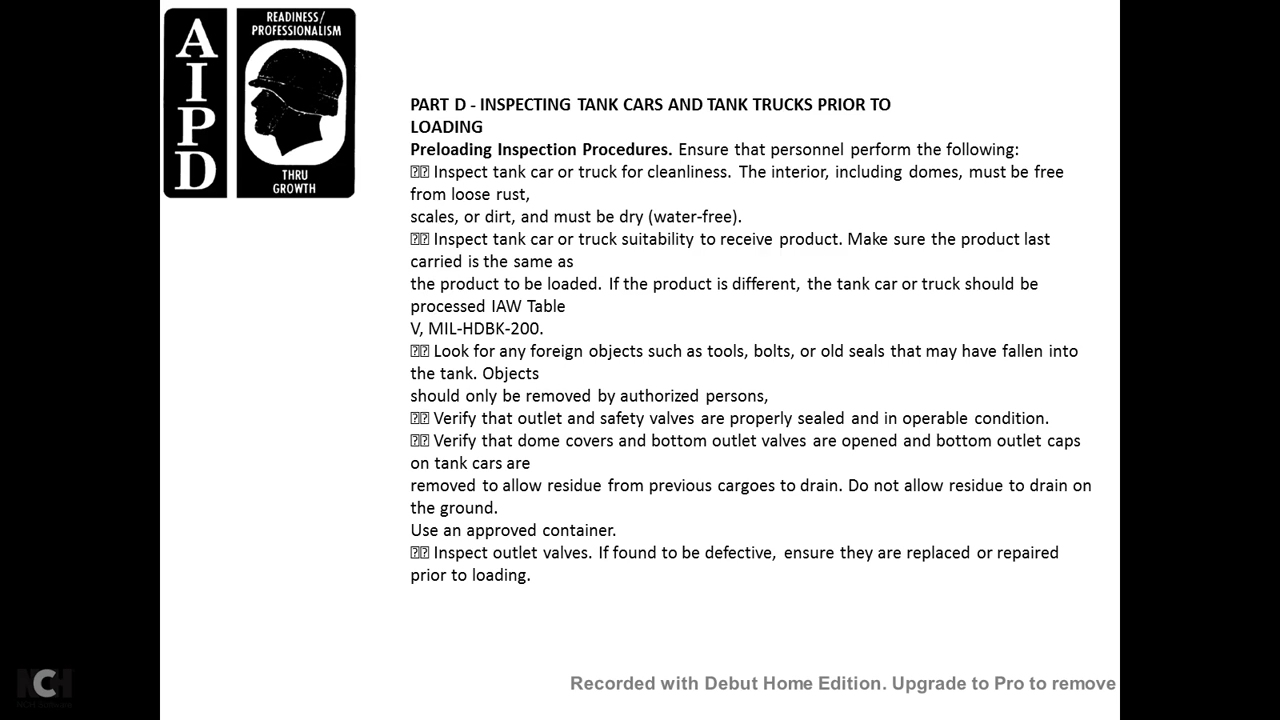 AIPD
READINESS/
PROFESSIONALISM
THRU
GROWTH
PART D - INSPECTING TANK CARS AND TANK TRUCKS PRIOR TO
LOADING
Preloading Inspection Procedures. Ensure that personnel perform the following:
Inspect tank car or truck for cleanliness. The interior, including domes, must be free
from loose rust,
scales, or dirt, and must be dry (water-free).
Inspect tank car or truck suitability to receive product. Make sure the product last
carried is the same as
the product to be loaded. If the product is different, the tank car or truck should be
processed IAW Table
V, MIL-HDBK-200.
Look for any foreign objects such as tools, bolts, or old seals that may have fallen into
the tank. Objects
should only be removed by authorized persons,
Verify that outlet and safety valves are properly sealed and in operable condition.
Verify that dome covers and bottom outlet valves are opened and bottom outlet caps
on tank cars are
removed to allow residue from previous cargoes to drain. Do not allow residue to drain on
the ground.
Use an approved container.
Inspect outlet valves. If found to be defective, ensure they are replaced or repaired
prior to loading.
NCH
NCH Software
Recorded with Debut Home Edition. Upgrade to Pro to remove